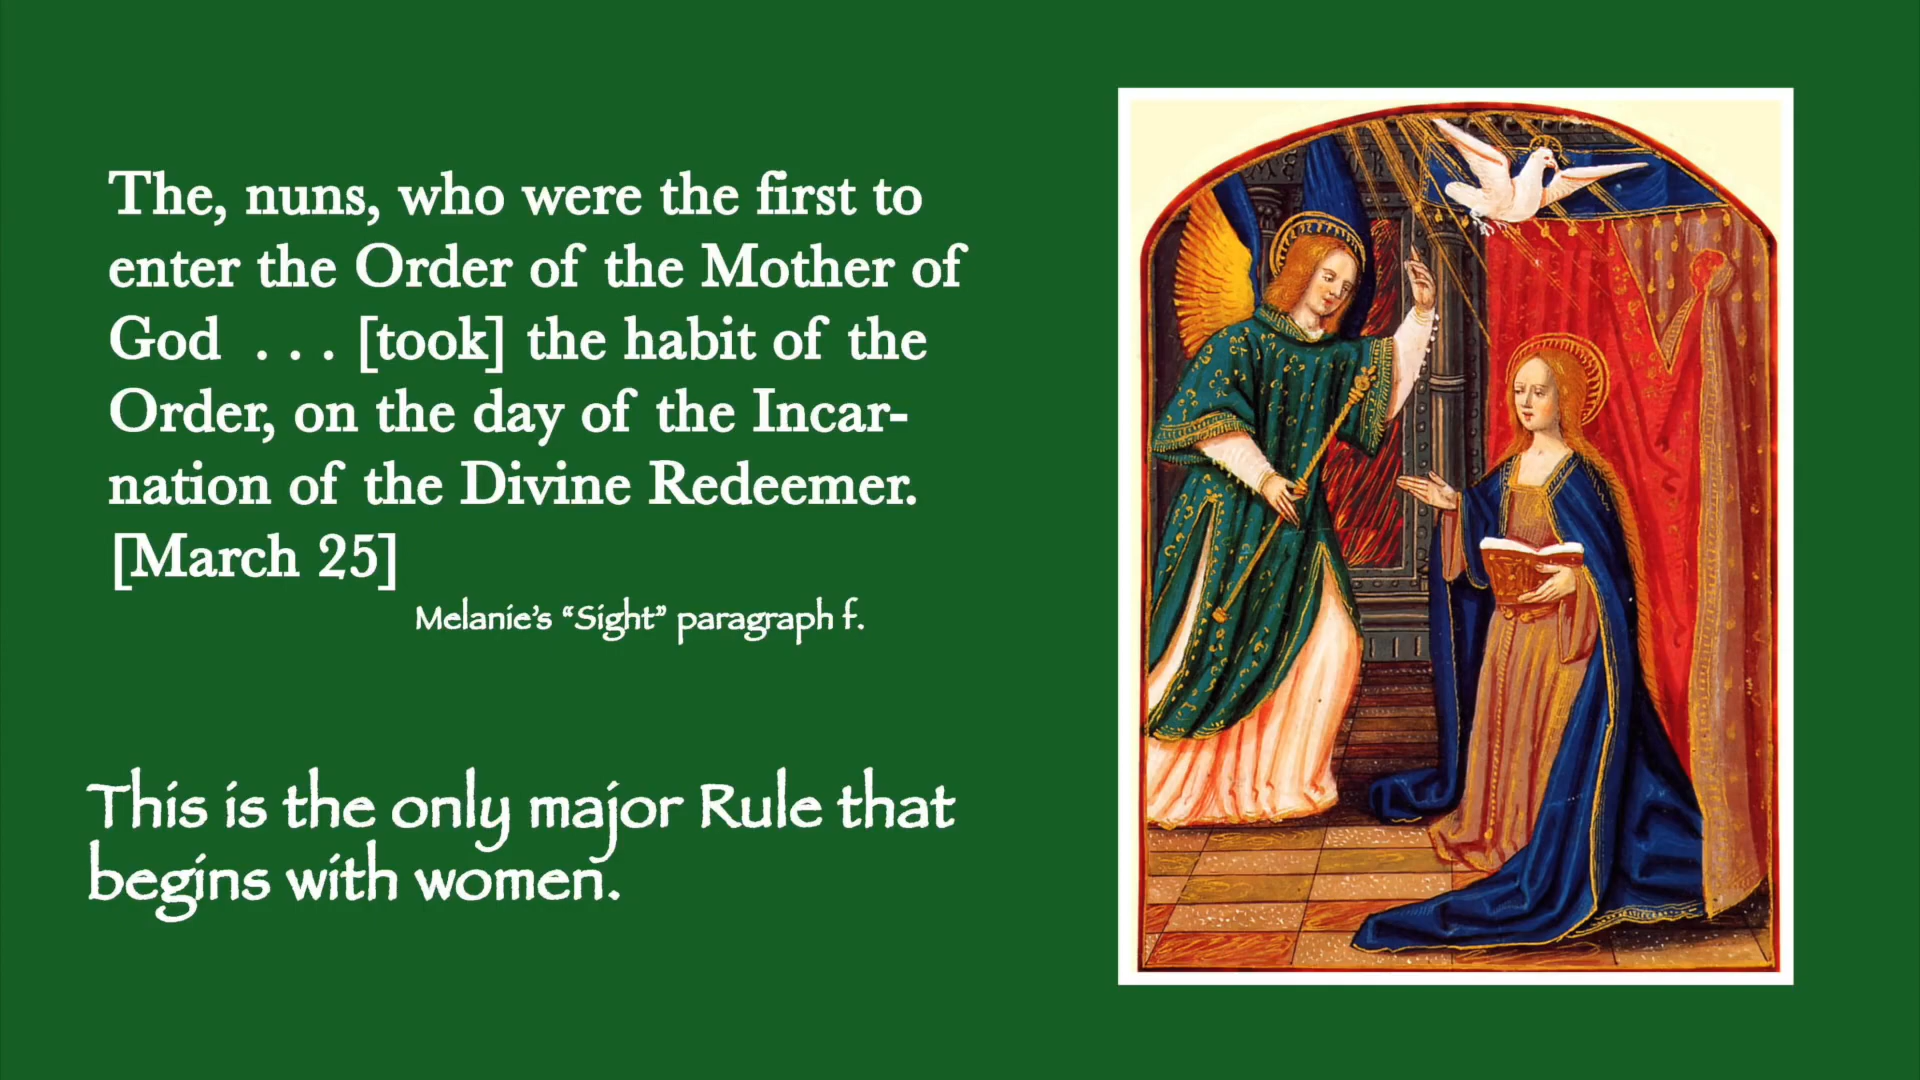 The, nuns, who were the first to
enter the Order of the Mother of
God . . . [took] the habit of the
Order, on the day of the Incar-
nation of the Divine Redeemer.
[March 25]
Melanie's “Sight” paragraph f.
This is the only major Rule that
begins with women.